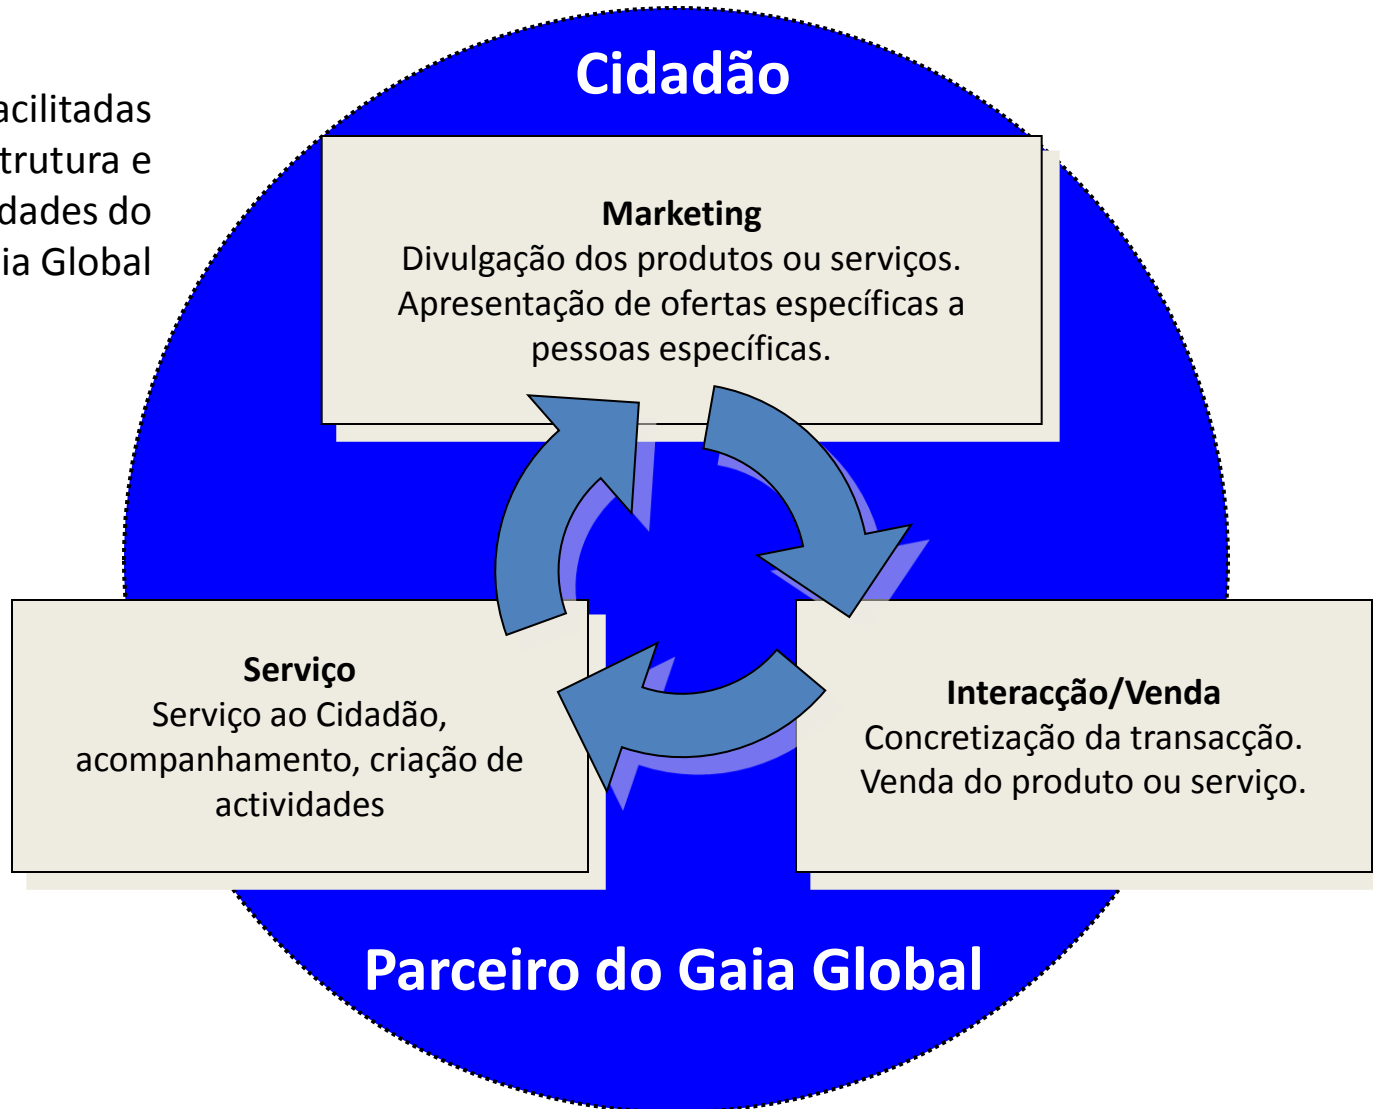 Cidadão
acilitadas
trutura e
dades do
ia Global
Marketing
Divulgação dos produtos ou serviços.
Apresentação de ofertas específicas a
pessoas específicas.
Serviço
Serviço ao Cidadão,
acompanhamento, criação de
actividades
Interacção/Venda
Concretização da transacção.
Venda do produto ou serviço.
Parceiro do Gaia Global